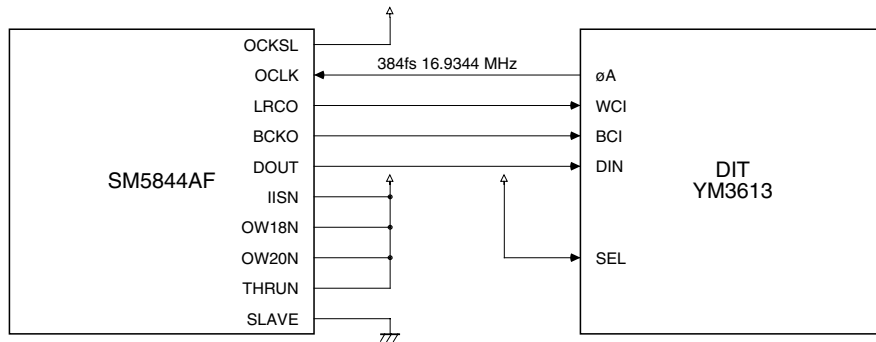 OCKSL
OCLK
384fs 16.9344 MHz
øA
LRCO
WCI
BCKO
BCI
DOUT
DIN
SM5844AF
DIT
YM3613
IISN
OW18N
OW20N
SEL
THRUN
SLAVE